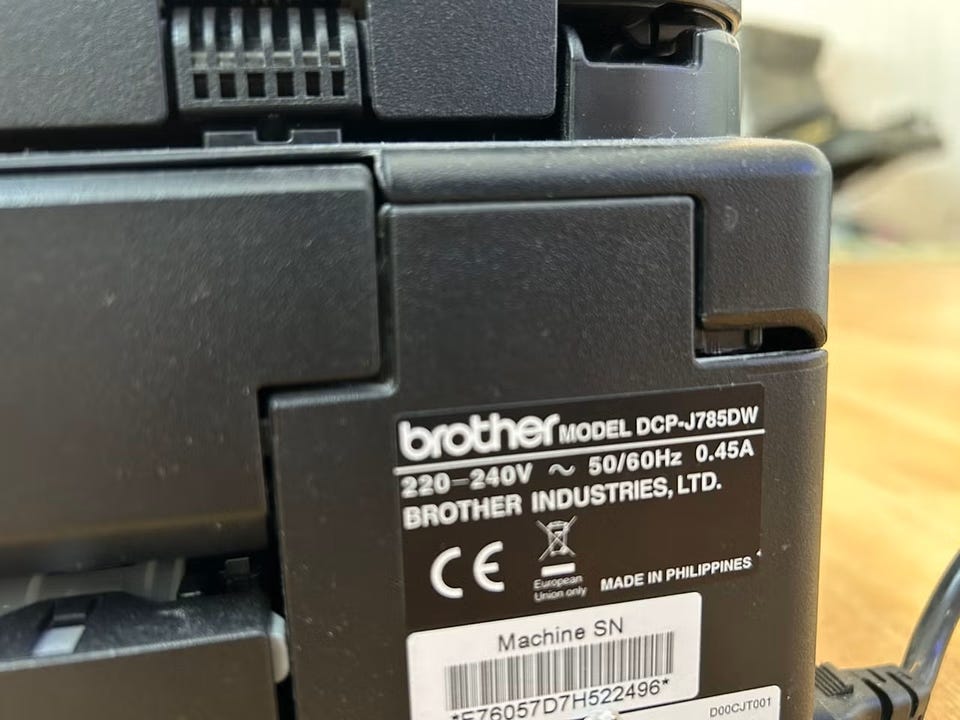 brother MODEL DCP-J785DW
220-240V ~ 50/60Hz 0.45A
BROTHER INDUSTRIES, LTD.
CE
European
Union only
MADE IN PHILIPPINES
Machine SN
*E76057D7H522496*
D00CJT001